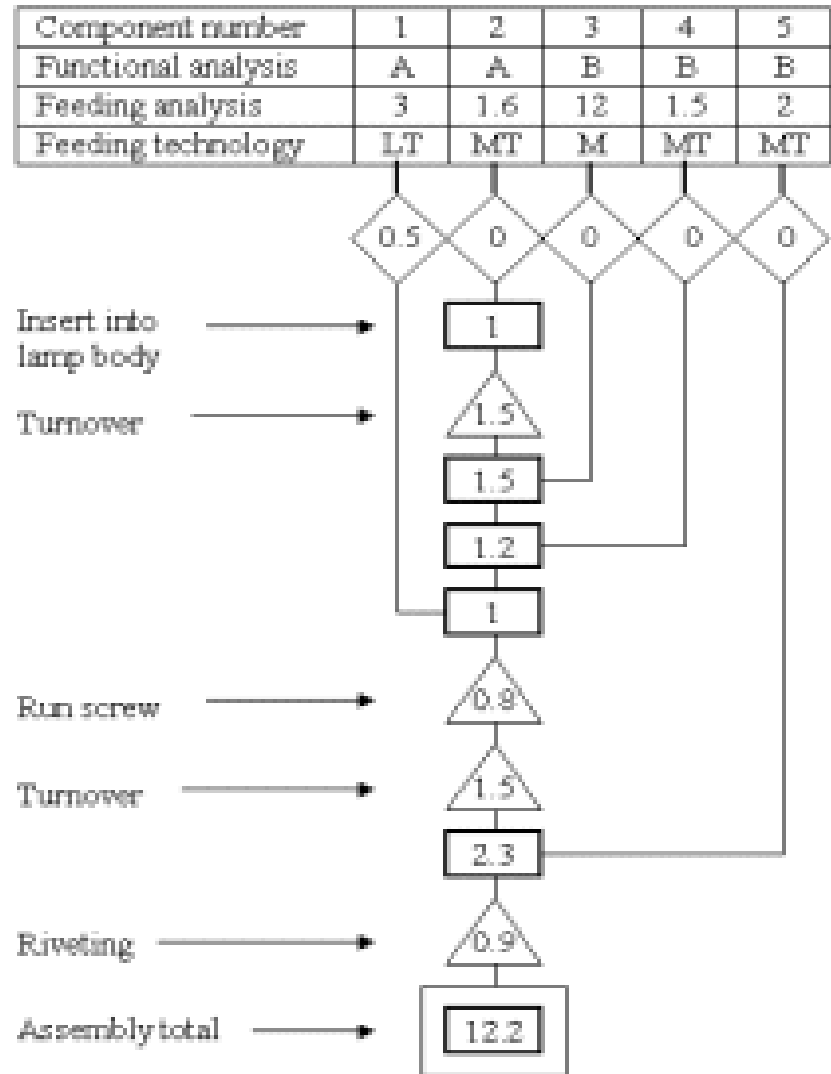 Component number 1 2 3 4 5
Functional analysis A A B B B
Feeding analysis 3 1.6 12 1.5 2
Feeding technology LT MT M MT MT
0.5 0 0 0 0
Insert into
lamp body
1
Turnover
1.5
1.5
1.2
1
Run screw
0.8
Turnover
1.5
2.3
Riveting
0.9
Assembly total
12.2